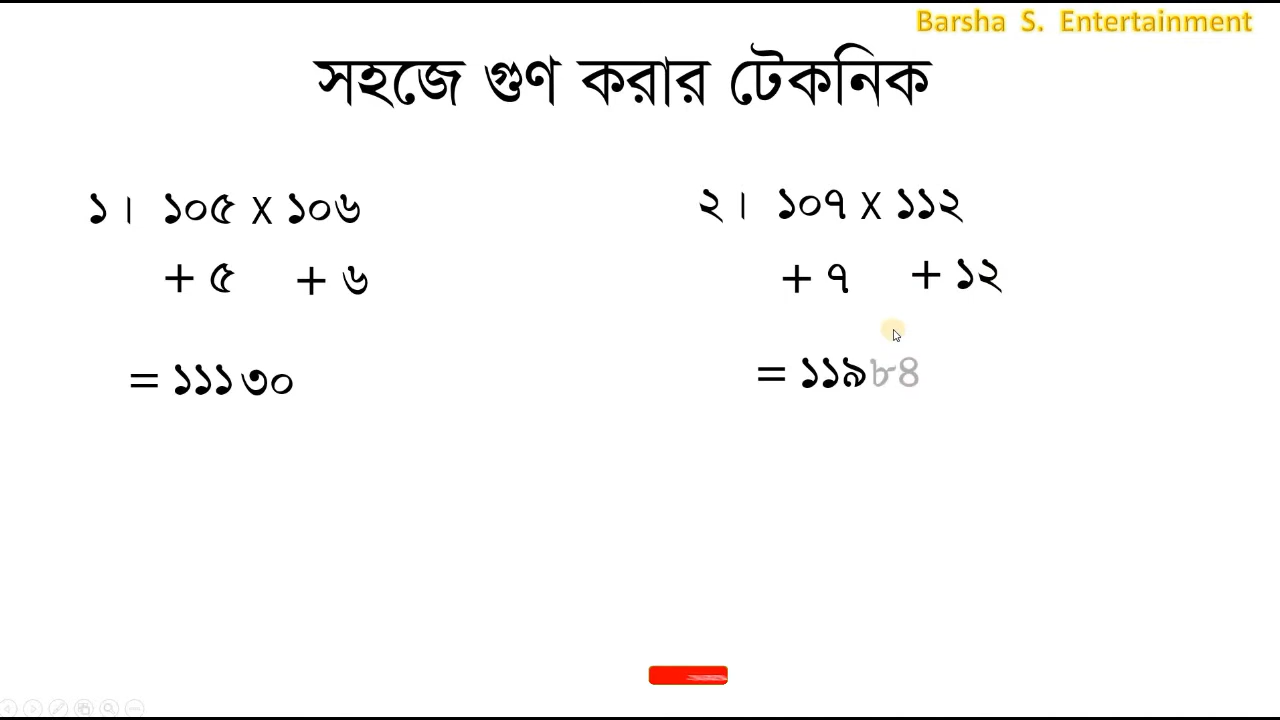 Barsha S. Entertainment
সহজে গুণ করার টেকনিক
১। ১০৫ x ১০৬
+ ৫ + ৬
= ১১১৩০
২। ১০৭ x ১১২
+ ৭ + ১২
= ১১৯৮৪